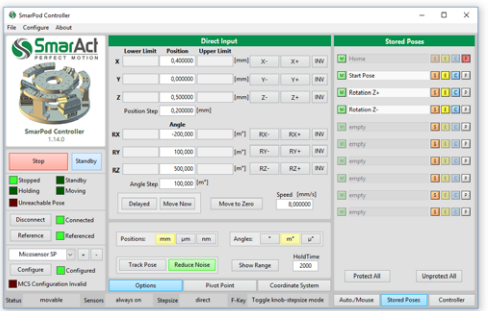 SmarPod Controller
File Configure About
SmarAct
PERFECT MOTION
SmarPod Controller
1.14.0
Stop Standby
Stopped Standby
Holding Moving
Unreachable Pose
Disconnect Connected
Reference Referenced
Microsensor SP + -
Configure Configured
MCS Configuration Invalid
Direct Input
Lower Limit Position Upper Limit
X 0,400000 [mm] X- X+ INV
Y 0,000000 [mm] Y- Y+ INV
Z 0,500000 [mm] Z- Z+ INV
Position Step 0,200000 [mm]
Angle
RX -200,000 [m°] RX- RX+ INV
RY 100,000 [m°] RY- RY+ INV
RZ 500,000 [m°] RZ- RZ+ INV
Angle Step 100,000 [m°]
Speed [mm/s]
Delayed Move Now Move to Zero 8,000000
Positions: mm µm nm Angles: ° m° µ°
HoldTime
Track Pose Reduce Noise Show Range 2000
Options Pivot Point Coordinate System
Stored Poses
Home
Start Pose
Rotation Z+
Rotation Z-
empty
empty
empty
empty
empty
empty
Protect All Unprotect All
Status movable Sensors always on Stepsize direct F-Key Toggle knob-stepsize mode
Auto./Mouse Stored Poses Controller